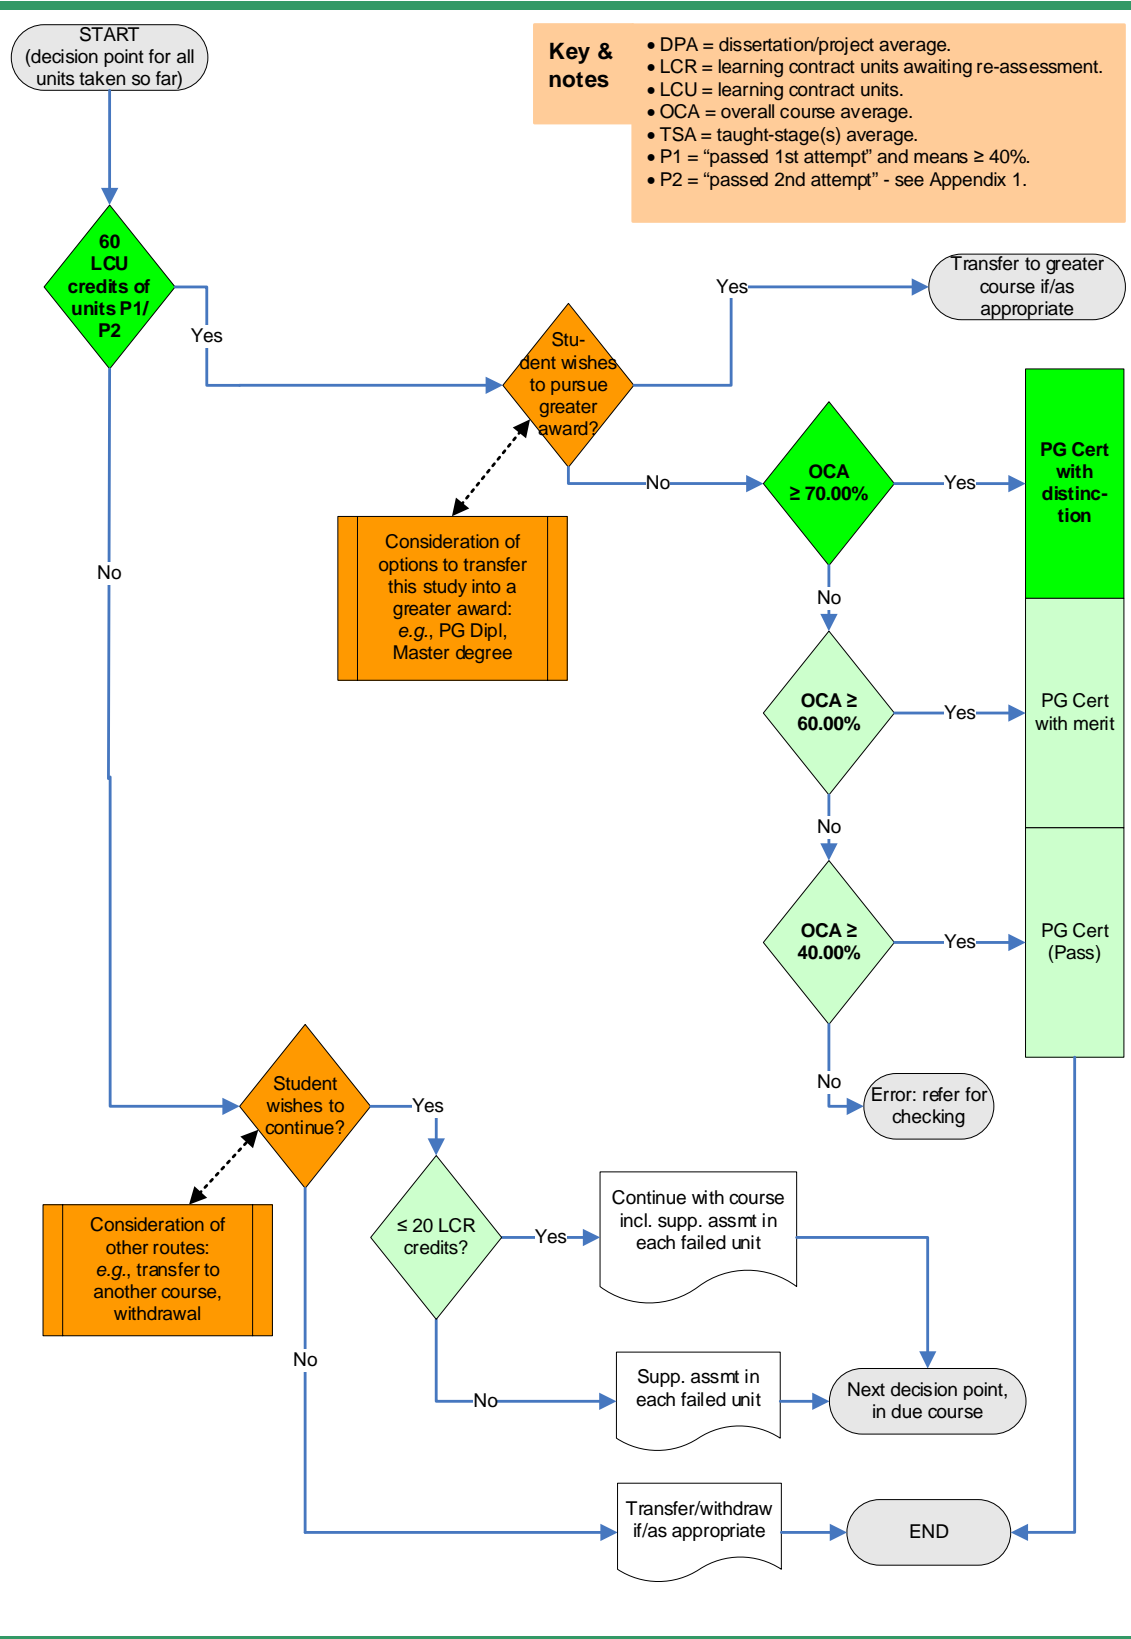 START
(decision point for all
units taken so far)
Key &
notes
• DPA = dissertation/project average.
• LCR = learning contract units awaiting re-assessment.
• LCU = learning contract units.
• OCA = overall course average.
• TSA = taught-stage(s) average.
• P1 = “passed 1st attempt” and means ≥ 40%.
• P2 = “passed 2nd attempt” - see Appendix 1.
60
LCU
credits of
units P1/
P2
Yes
Stu-
dent wishes
to pursue
greater
award?
Yes
Transfer to greater
course if/as
appropriate
No
OCA
≥ 70.00%
Yes
PG Cert
with
distinc-
tion
Consideration of
options to transfer
this study into a
greater award:
e.g., PG Dipl,
Master degree
No
No
OCA ≥
60.00%
Yes
PG Cert
with merit
No
OCA ≥
40.00%
Yes
PG Cert
(Pass)
No
Error: refer for
checking
Student
wishes to
continue?
Yes
Consideration of
other routes:
e.g., transfer to
another course,
withdrawal
≤ 20 LCR
credits?
Yes
Continue with course
incl. supp. assmt in
each failed unit
No
No
Supp. assmt in
each failed unit
Next decision point,
in due course
Transfer/withdraw
if/as appropriate
END